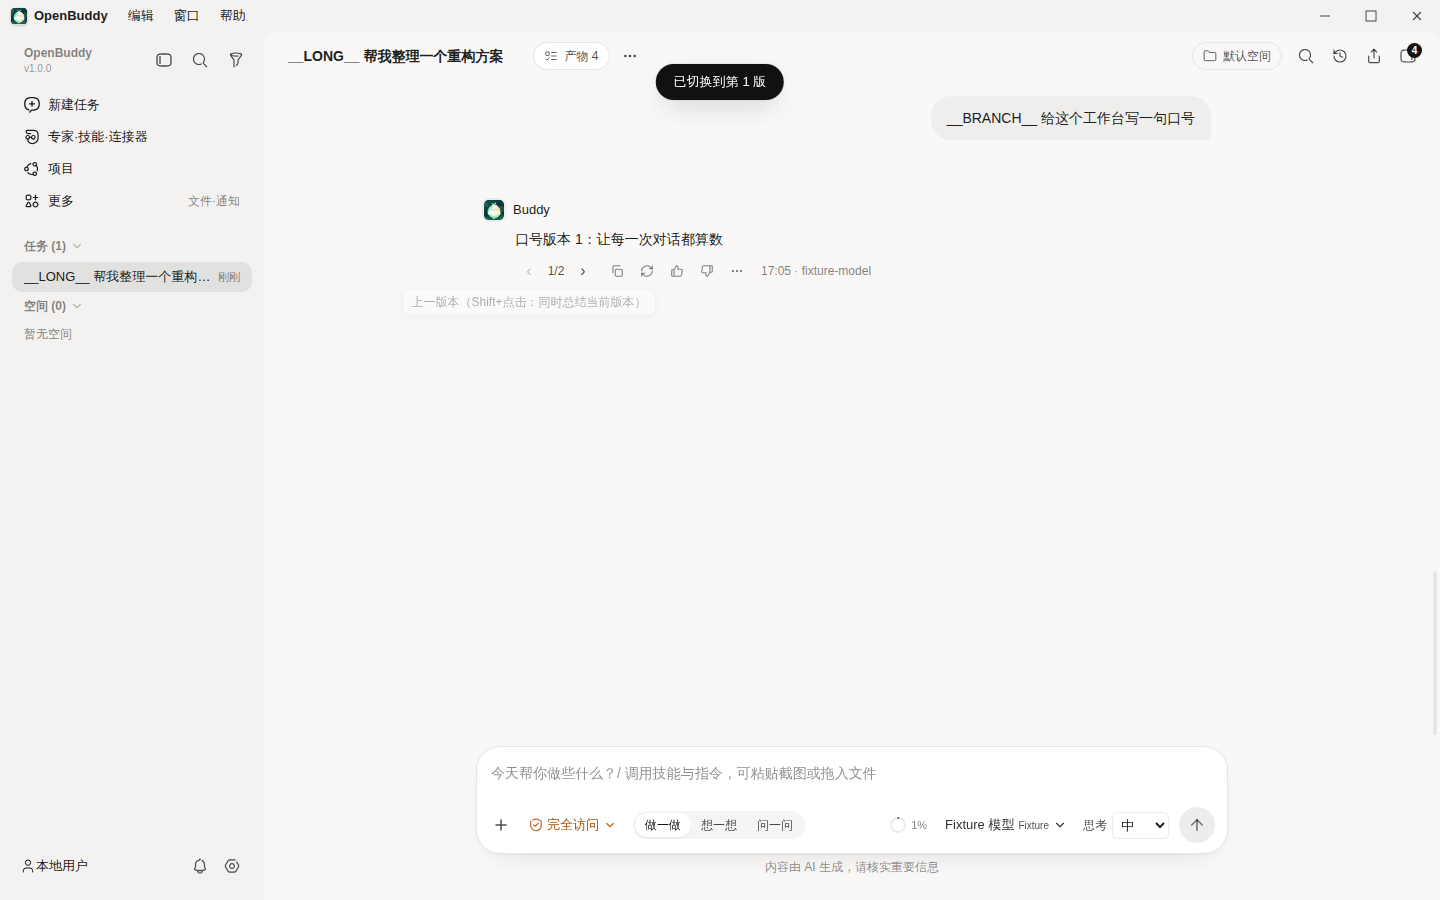 OpenBuddy 编辑 窗口 帮助
OpenBuddy
v1.0.0
新建任务
专家·技能·连接器
项目
更多 文件·通知
任务 (1)
__LONG__ 帮我整理一个重构… 刚刚
空间 (0)
暂无空间
本地用户
__LONG__ 帮我整理一个重构方案 产物 4
默认空间
4
已切换到第 1 版
__BRANCH__ 给这个工作台写一句口号
Buddy
口号版本 1：让每一次对话都算数
‹ 1/2 › 17:05 · fixture-model
上一版本（Shift+点击：同时总结当前版本）
今天帮你做些什么？/ 调用技能与指令，可粘贴截图或拖入文件
完全访问 做一做 想一想 问一问 1% Fixture 模型 Fixture 思考 中
内容由 AI 生成，请核实重要信息